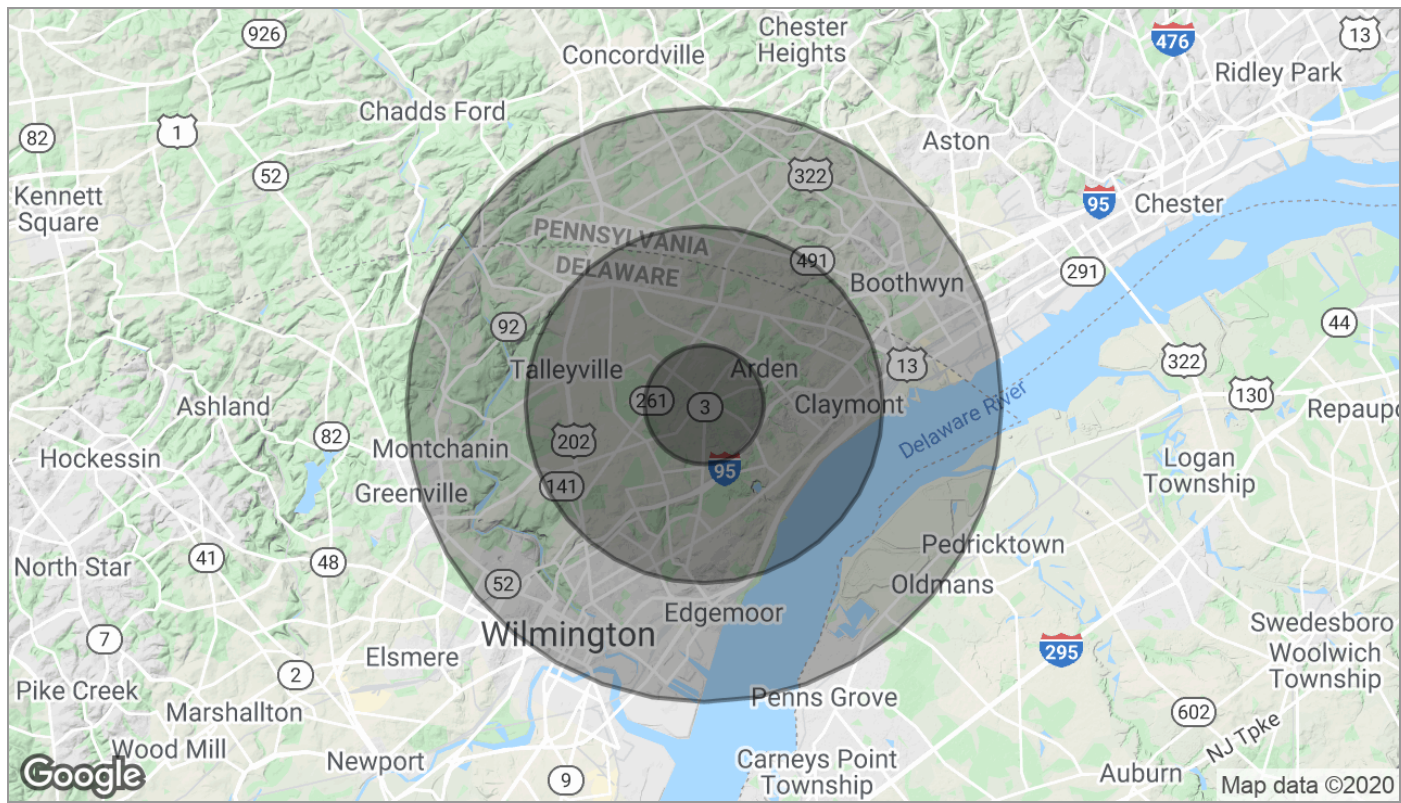 926
Concordville
Chester
Heights
476
13
Ridley Park
Chadds Ford
82
1
Aston
52
322
Kennett
Square
95
Chester
PENNSYLVANIA
DELAWARE
491
291
Boothwyn
92
44
Talleyville
Arden
13
322
261
3
Claymont
130
Repaupo
Ashland
82
202
Delaware River
Hockessin
Montchanin
95
Logan
Township
Greenville
141
41
48
North Star
52
Pedricktown
Oldmans
Edgemoor
Wilmington
7
Elsmere
295
Swedesboro
Woolwich
Township
2
Pike Creek
Marshallton
Penns Grove
602
NJ Tpke
Wood Mill
Newport
9
Carneys Point
Township
Auburn
Google
Map data ©2020